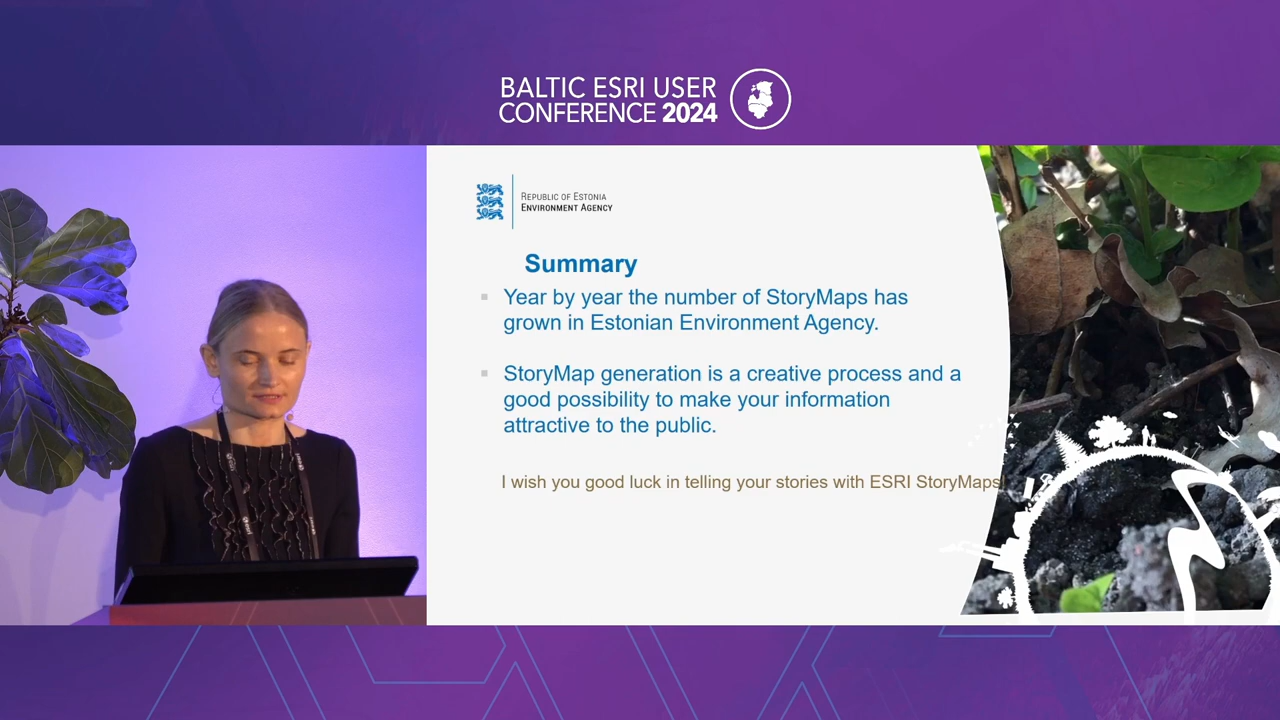 BALTIC ESRI USER
CONFERENCE 2024
REPUBLIC OF ESTONIA
ENVIRONMENT AGENCY
Summary
Year by year the number of StoryMaps has
grown in Estonian Environment Agency.
StoryMap generation is a creative process and a
good possibility to make your information
attractive to the public.
I wish you good luck in telling your stories with ESRI StoryMaps!